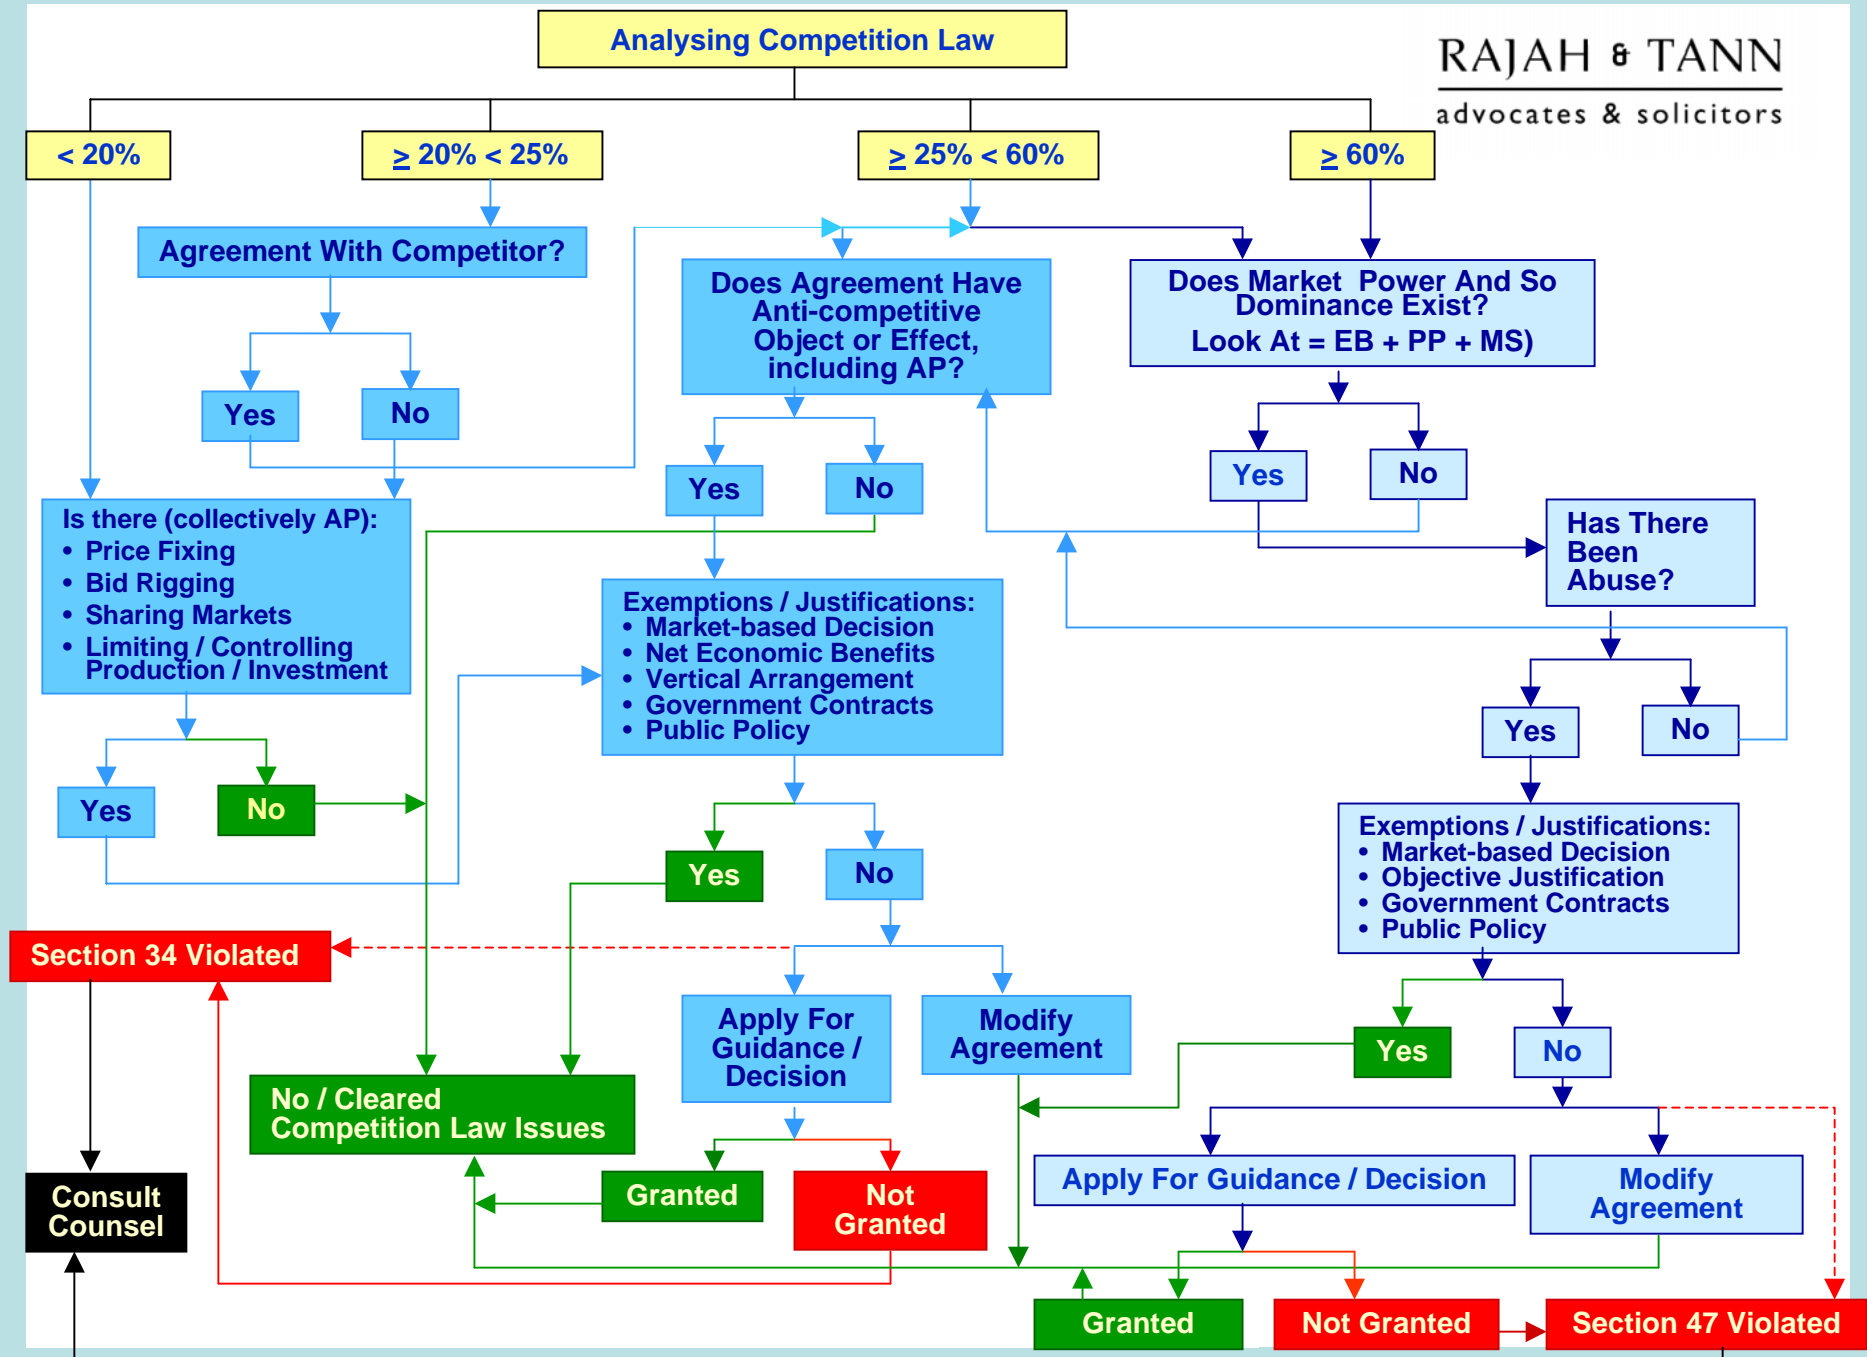 Analysing Competition Law
RAJAH & TANN
advocates & solicitors
< 20%
≥ 20% < 25%
≥ 25% < 60%
≥ 60%
Agreement With Competitor?
Does Agreement Have
Anti-competitive
Object or Effect,
including AP?
Does Market Power And So
Dominance Exist?
Look At = EB + PP + MS)
Yes
No
Yes
No
Yes
No
Is there (collectively AP):
• Price Fixing
• Bid Rigging
• Sharing Markets
• Limiting / Controlling
Production / Investment
Has There
Been
Abuse?
Exemptions / Justifications:
• Market-based Decision
• Net Economic Benefits
• Vertical Arrangement
• Government Contracts
• Public Policy
Yes
No
Yes
No
Exemptions / Justifications:
• Market-based Decision
• Objective Justification
• Government Contracts
• Public Policy
Yes
No
Section 34 Violated
Apply For
Guidance /
Decision
Modify
Agreement
Yes
No
No / Cleared
Competition Law Issues
Consult
Counsel
Granted
Not
Granted
Apply For Guidance / Decision
Modify
Agreement
Granted
Not Granted
Section 47 Violated